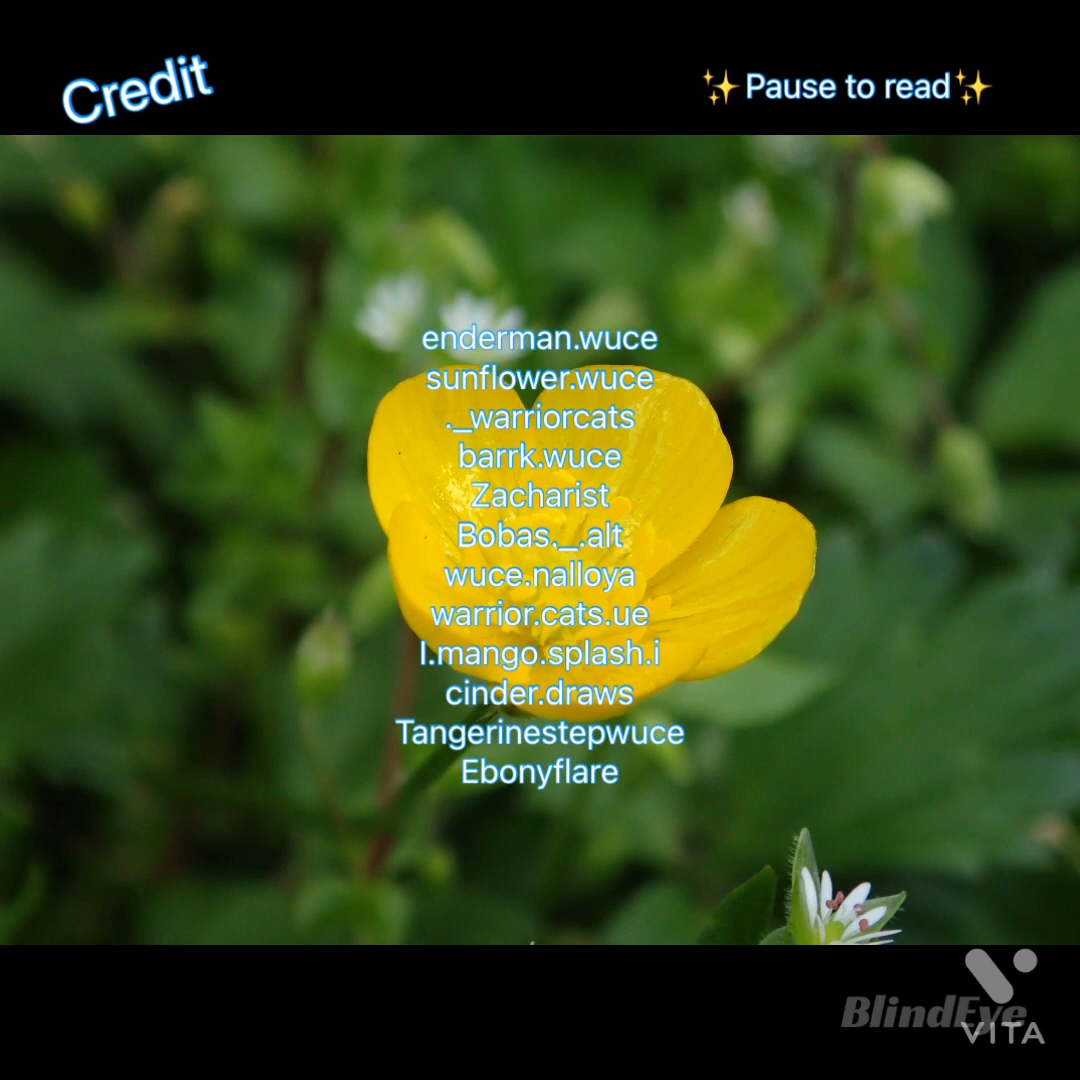 Credit
✨Pause to read✨
enderman.wuce
sunflower.wuce
._warriorcats
barrk.wuce
Zacharist
Bobas._.alt
wuce.nalloya
warrior.cats.ue
I.mango.splash.i
cinder.draws
Tangerinestepwuce
Ebonyflare
BlindEye
VITA